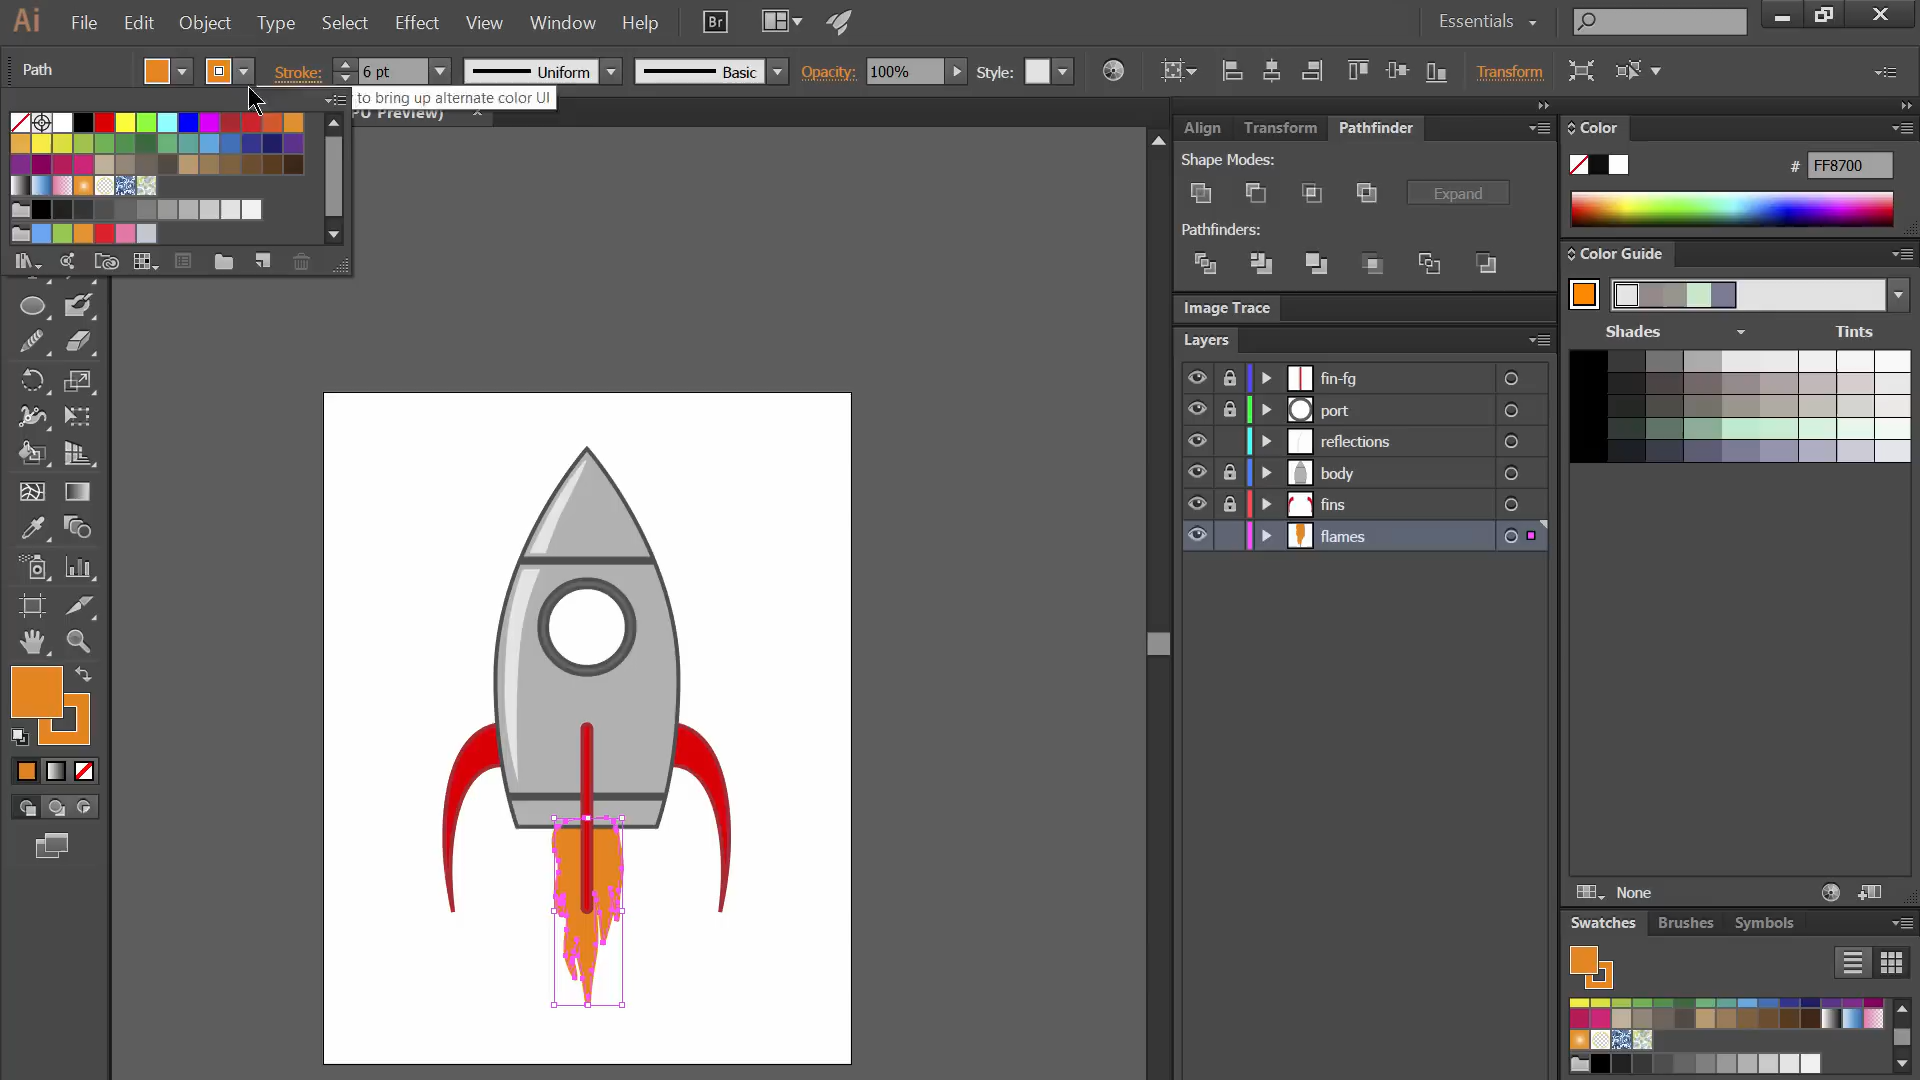 Ai File Edit Object Type Select Effect View Window Help Br Essentials
Path Stroke: 6 pt Uniform Basic Opacity: 100% Style: Transform
to bring up alternate color UI
PU Preview)
Align Transform Pathfinder
Shape Modes:
Expand
Pathfinders:
Image Trace
Layers
fin-fg
port
reflections
body
fins
flames
Color
# FF8700
Color Guide
Shades Tints
None
Swatches Brushes Symbols